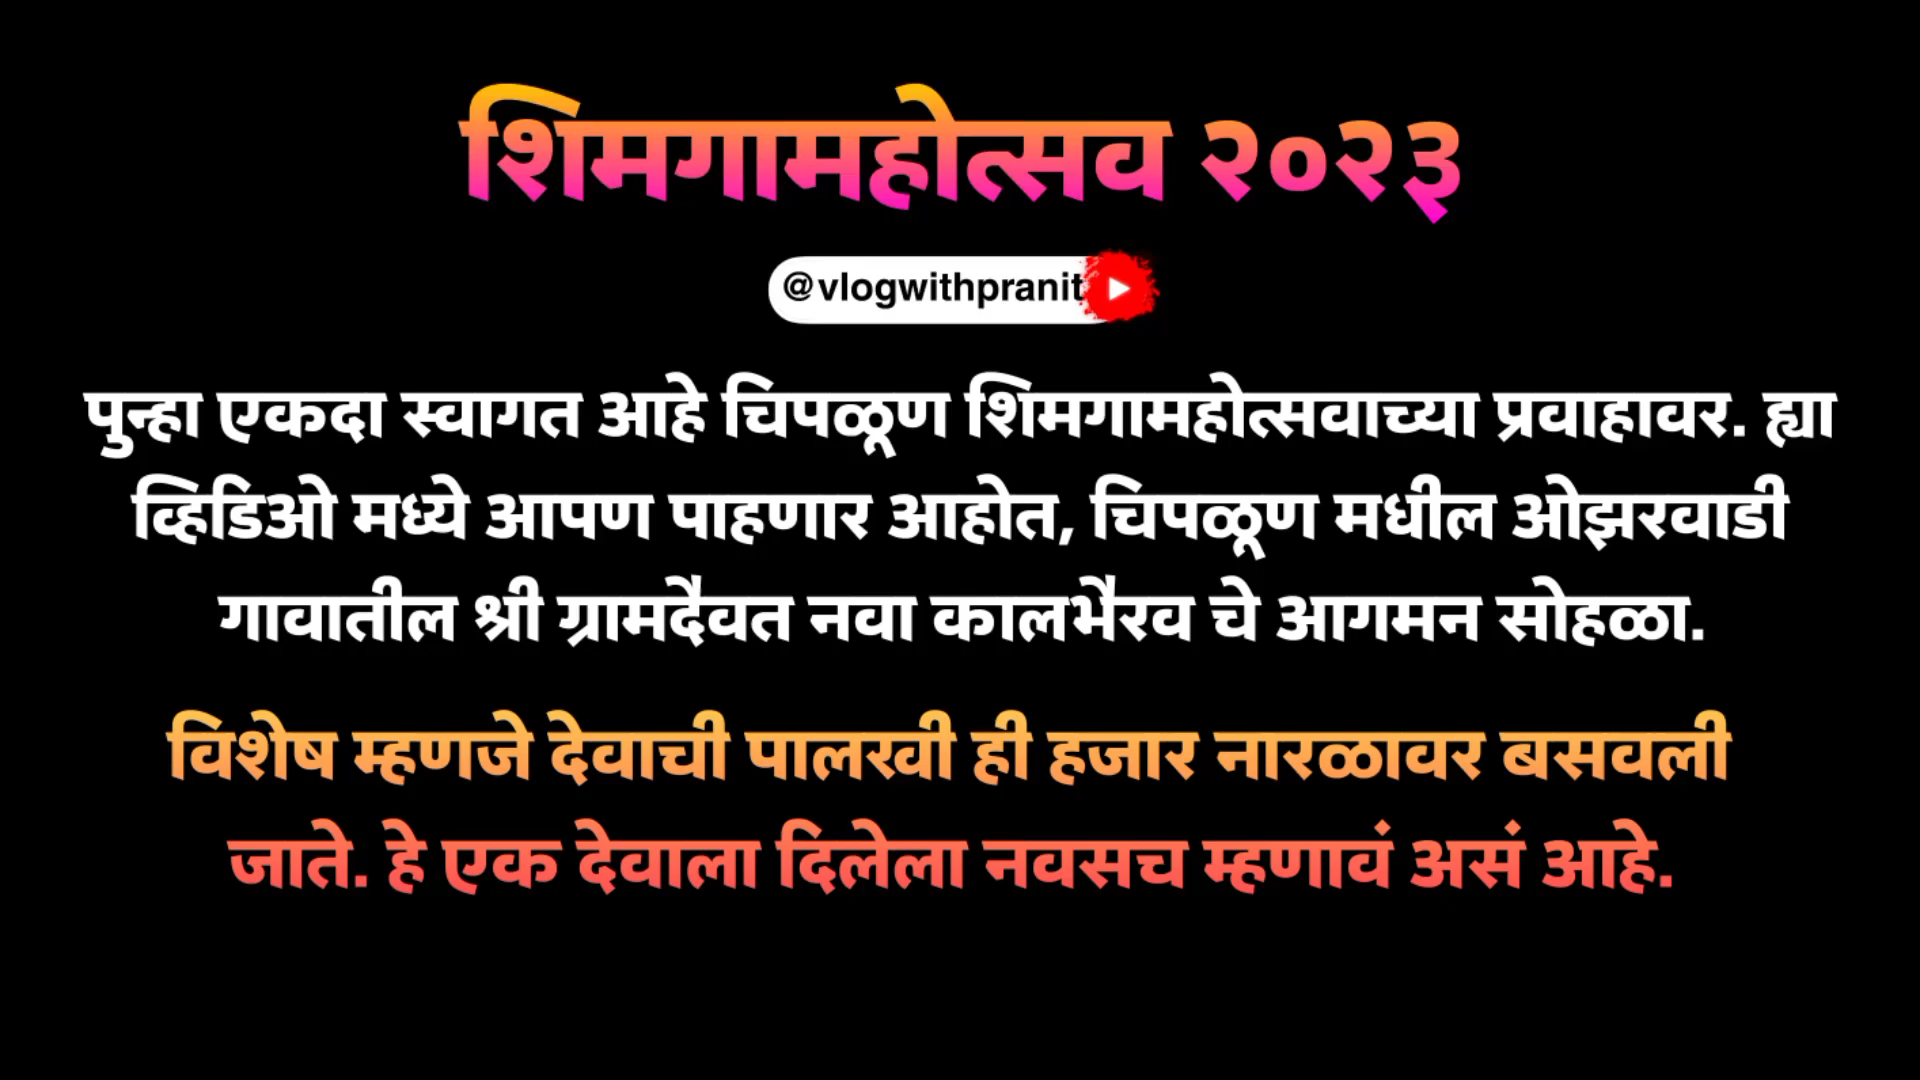 शिमगामहोत्सव २०२३
@vlogwithpranit
पुन्हा एकदा स्वागत आहे चिपळूण शिमगामहोत्सवाच्या प्रवाहावर. ह्या
व्हिडिओ मध्ये आपण पाहणार आहोत, चिपळूण मधील ओझरवाडी
गावातील श्री ग्रामदैवत नवा कालभैरव चे आगमन सोहळा.
विशेष म्हणजे देवाची पालखी ही हजार नारळावर बसवली
जाते. हे एक देवाला दिलेला नवसच म्हणावं असं आहे.